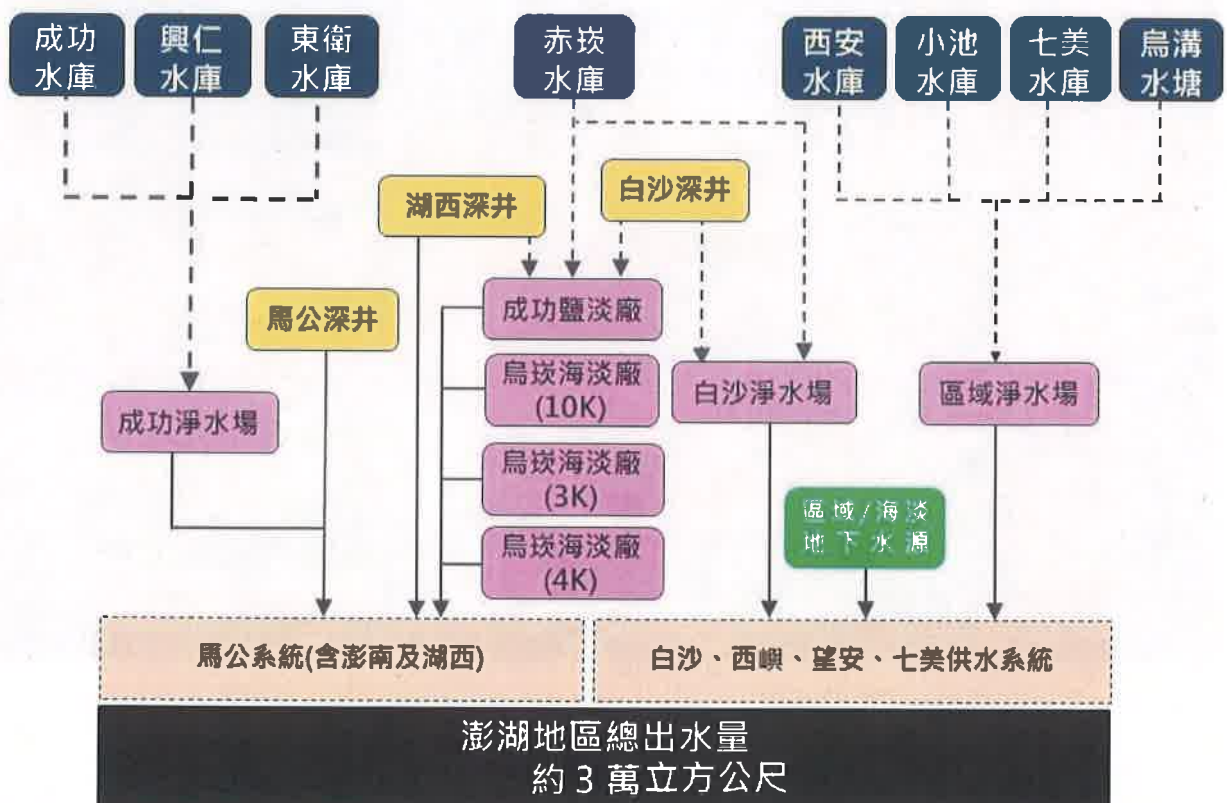 成功
水庫
興仁
水庫
東衛
水庫
赤崁
水庫
西安
水庫
小池
水庫
七美
水庫
烏溝
水塘
湖西深井
白沙深井
馬公深井
成功鹽淡廠
烏崁海淡廠
(10K)
烏崁海淡廠
(3K)
烏崁海淡廠
(4K)
成功淨水場
白沙淨水場
區域淨水場
區域/海淡
地下水源
馬公系統(含澎南及湖西)
白沙、西嶼、望安、七美供水系統
澎湖地區總出水量
約 3 萬立方公尺